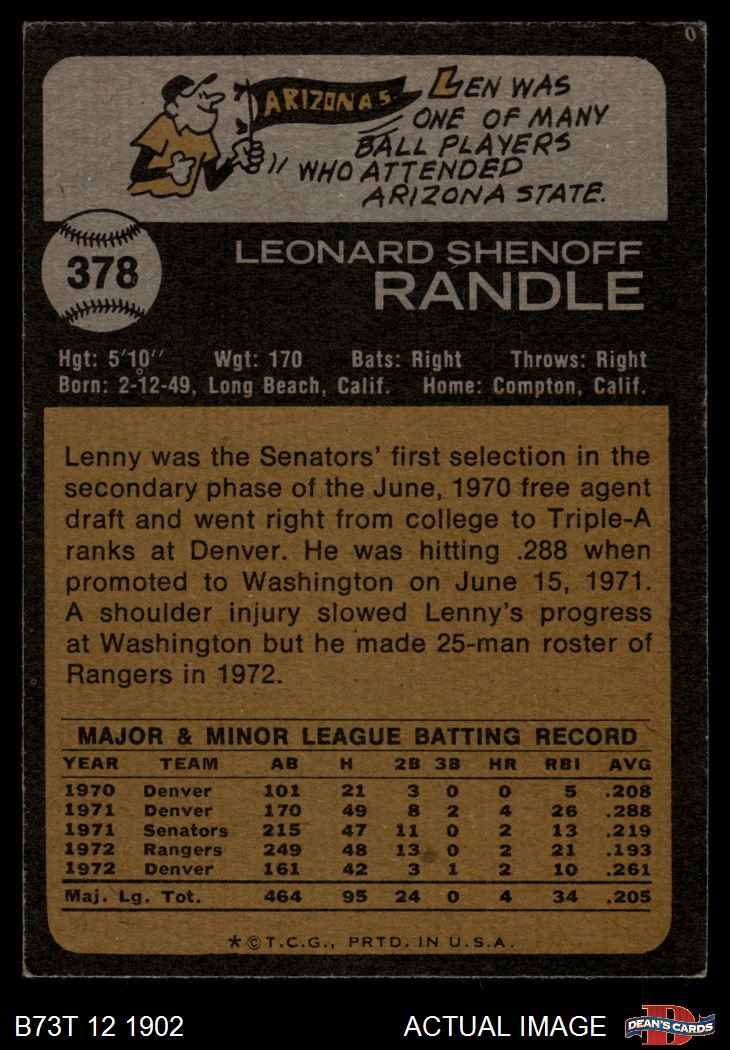 0
ARIZONA S.
LEN WAS
ONE OF MANY
BALL PLAYERS
WHO ATTENDED
ARIZONA STATE.
378
LEONARD SHENOFF
RANDLE
Hgt: 5'10" Wgt: 170 Bats: Right Throws: Right
Born: 2-12-49, Long Beach, Calif. Home: Compton, Calif.
Lenny was the Senators' first selection in the
secondary phase of the June, 1970 free agent
draft and went right from college to Triple-A
ranks at Denver. He was hitting .288 when
promoted to Washington on June 15, 1971.
A shoulder injury slowed Lenny's progress
at Washington but he made 25-man roster of
Rangers in 1972.
MAJOR & MINOR LEAGUE BATTING RECORD
YEAR TEAM AB H 2B 3B HR RBI AVG
1970 Denver 101 21 3 0 0 5 .208
1971 Denver 170 49 8 2 4 26 .288
1971 Senators 215 47 11 0 2 13 .219
1972 Rangers 249 48 13 0 2 21 .193
1972 Denver 161 42 3 1 2 10 .261
Maj. Lg. Tot. 464 95 24 0 4 34 .205
*©T.C.G., PRTD. IN U.S.A.
B73T 12 1902 ACTUAL IMAGE D DEAN'S CARDS